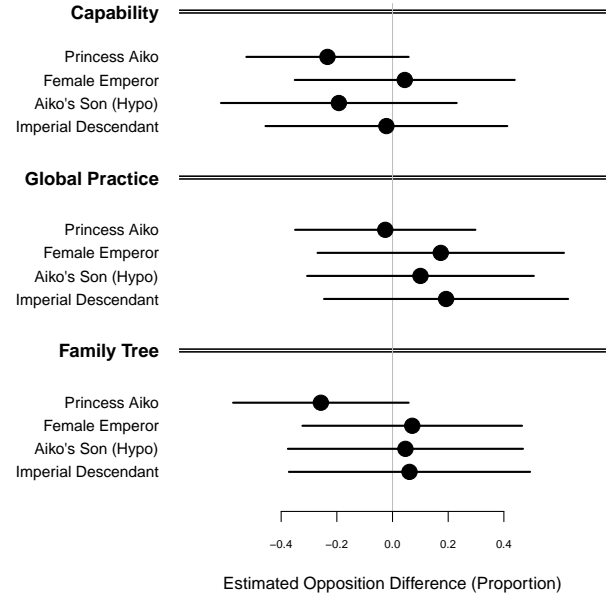 Capability
Princess Aiko
Female Emperor
Aiko's Son (Hypo)
Imperial Descendant
Global Practice
Princess Aiko
Female Emperor
Aiko's Son (Hypo)
Imperial Descendant
Family Tree
Princess Aiko
Female Emperor
Aiko's Son (Hypo)
Imperial Descendant
−0.4 −0.2 0.0 0.2 0.4
Estimated Opposition Difference (Proportion)